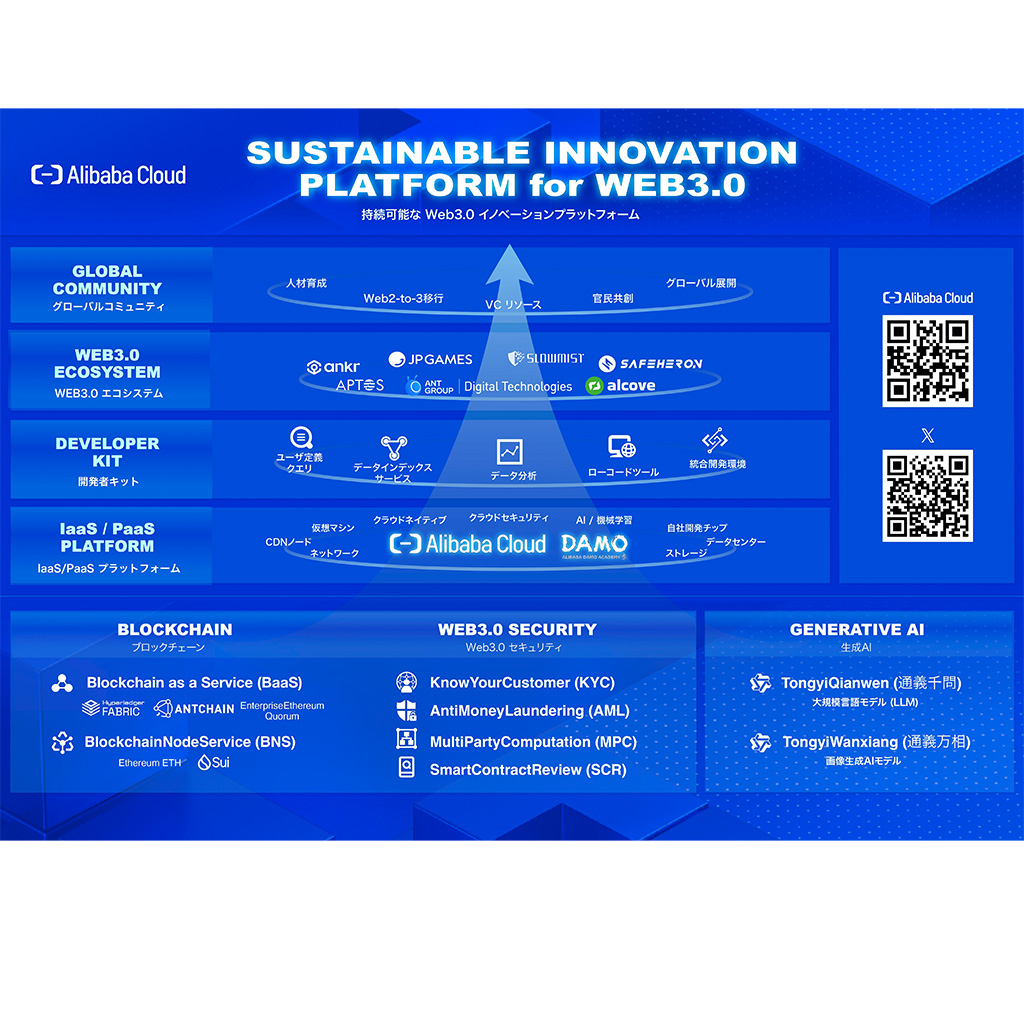 Alibaba Cloud
SUSTAINABLE INNOVATION
PLATFORM for WEB3.0
持続可能な Web3.0 イノベーションプラットフォーム
GLOBAL
COMMUNITY
グローバルコミュニティ
人材育成
Web2-to-3移行
VC リソース
官民共創
グローバル展開
WEB3.0
ECOSYSTEM
WEB3.0 エコシステム
ankr
JPGAMES
SLOWMIST
SAFEHERON
APTOS
ANT
GROUP
Digital Technologies
alcove
DEVELOPER
KIT
開発者キット
ユーザ定義
クエリ
データインデックス
サービス
データ分析
ローコードツール
統合開発環境
IaaS / PaaS
PLATFORM
IaaS/PaaS プラットフォーム
CDNノード
仮想マシン
ネットワーク
クラウドネイティブ
クラウドセキュリティ
AI / 機械学習
自社開発チップ
データセンター
ストレージ
Alibaba Cloud
DAMO
ALIBABA DAMO ACADEMY
Alibaba Cloud
X
BLOCKCHAIN
ブロックチェーン
Blockchain as a Service (BaaS)
Hyperledger
FABRIC
ANTCHAIN
EnterpriseEthereum
Quorum
BlockchainNodeService (BNS)
Ethereum ETH
Sui
WEB3.0 SECURITY
Web3.0 セキュリティ
KnowYourCustomer (KYC)
AntiMoneyLaundering (AML)
MultiPartyComputation (MPC)
SmartContractReview (SCR)
GENERATIVE AI
生成AI
TongyiQianwen (通義千問)
大規模言語モデル (LLM)
TongyiWanxiang (通義万相)
画像生成AIモデル